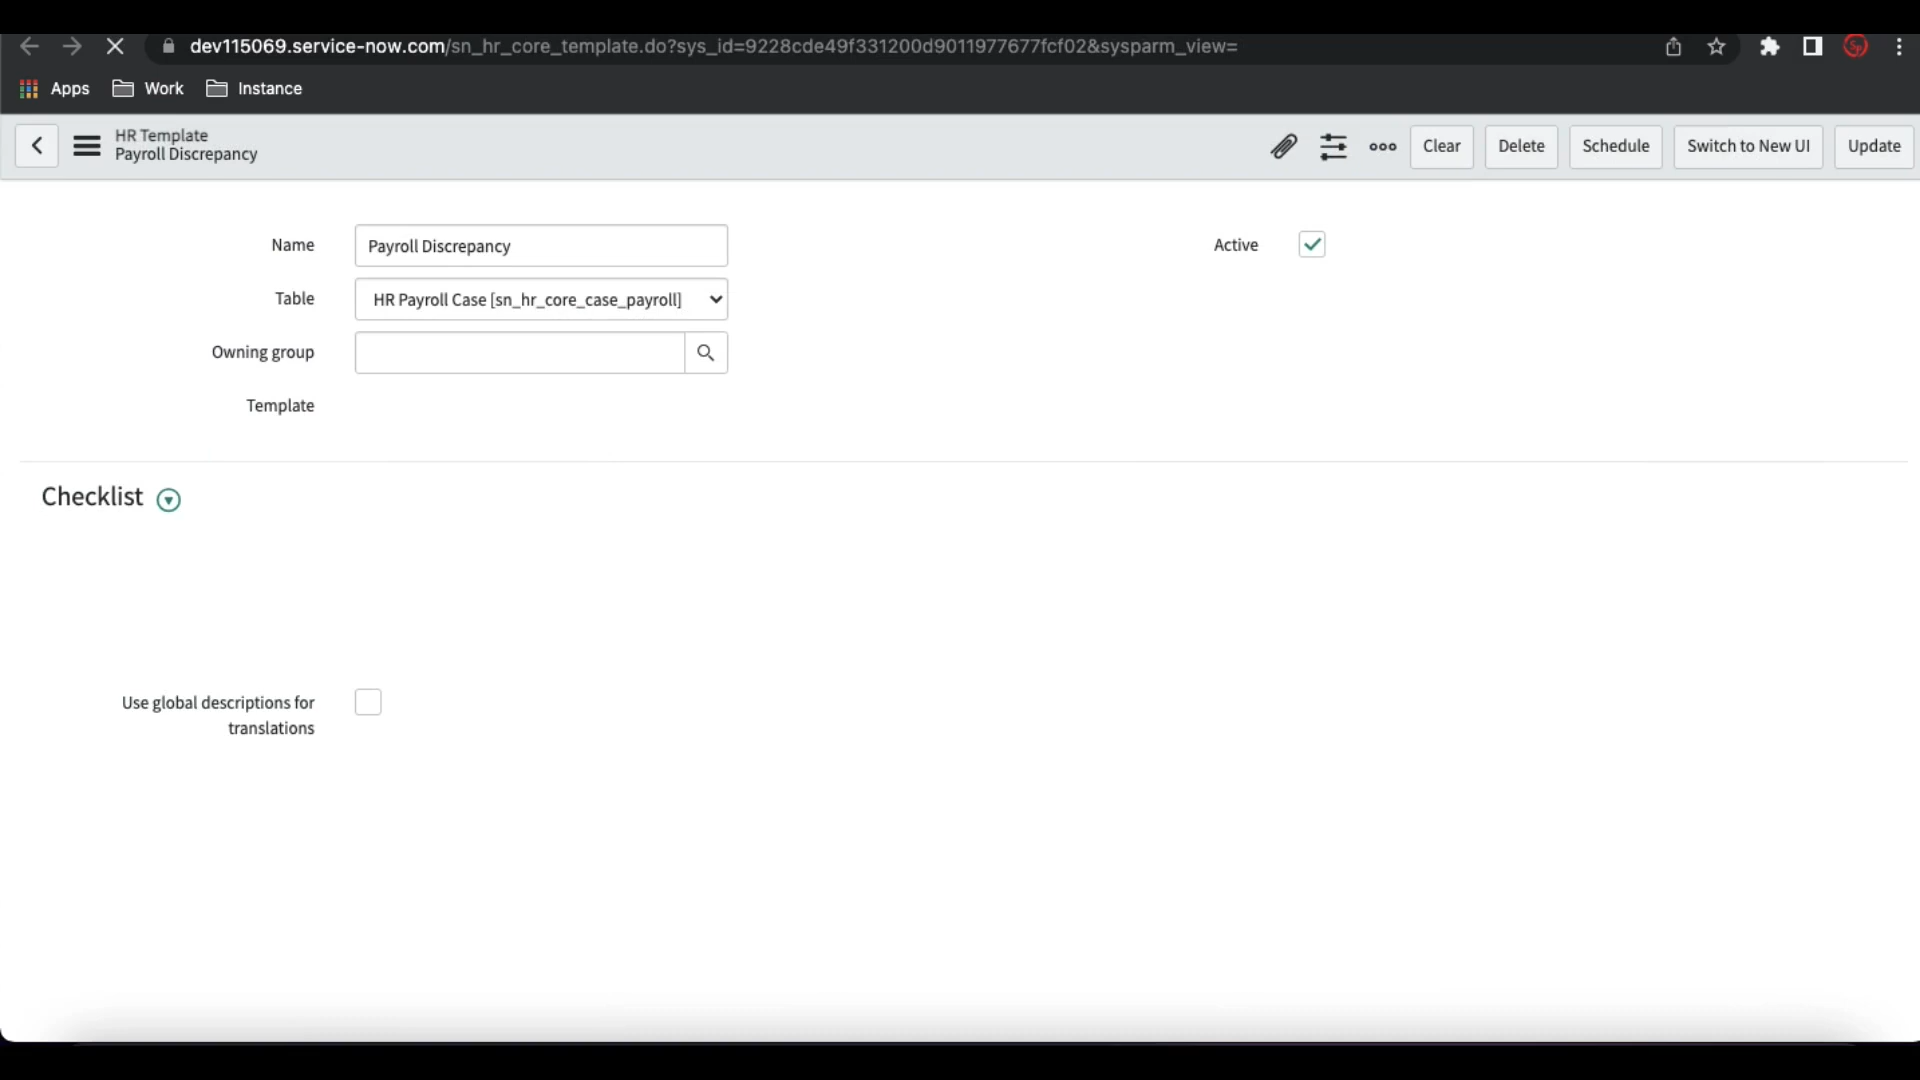 dev115069.service-now.com/sn_hr_core_template.do?sys_id=9228cde49f331200d9011977677fcf02&sysparm_view=
Sp
Apps Work Instance
HR Template
Payroll Discrepancy
Clear Delete Schedule Switch to New UI Update
Name Payroll Discrepancy Active
Table HR Payroll Case [sn_hr_core_case_payroll]
Owning group
Template
Checklist
Use global descriptions for
translations